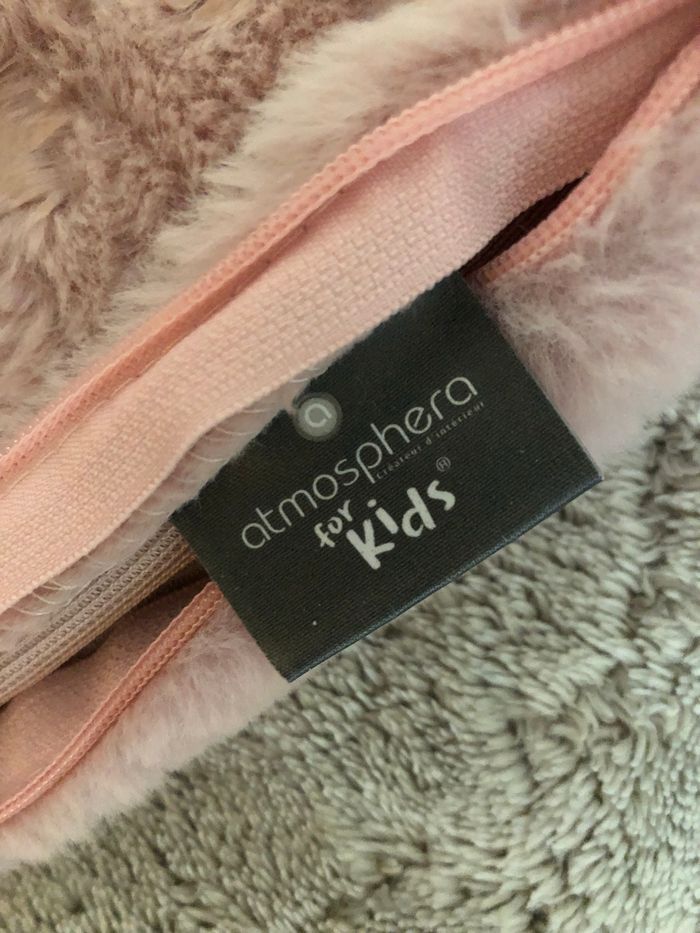 a
atmosphera
Créateur d'intérieur
for
Kids®